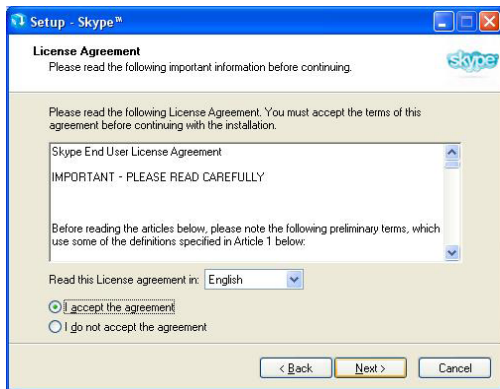 Setup - Skype™
License Agreement
Please read the following important information before continuing.
skype
Please read the following License Agreement. You must accept the terms of this
agreement before continuing with the installation.
Skype End User License Agreement
IMPORTANT - PLEASE READ CAREFULLY
Before reading the articles below, please note the following preliminary terms, which
use some of the definitions specified in Article 1 below:
Read this License agreement in: English
I accept the agreement
I do not accept the agreement
< Back Next > Cancel